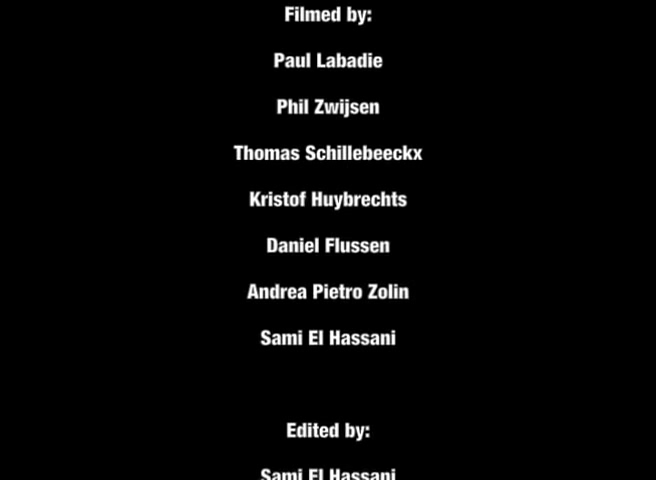 Filmed by:
Paul Labadie
Phil Zwijsen
Thomas Schillebeeckx
Kristof Huybrechts
Daniel Flussen
Andrea Pietro Zolin
Sami El Hassani
Edited by:
Sami El Hassani